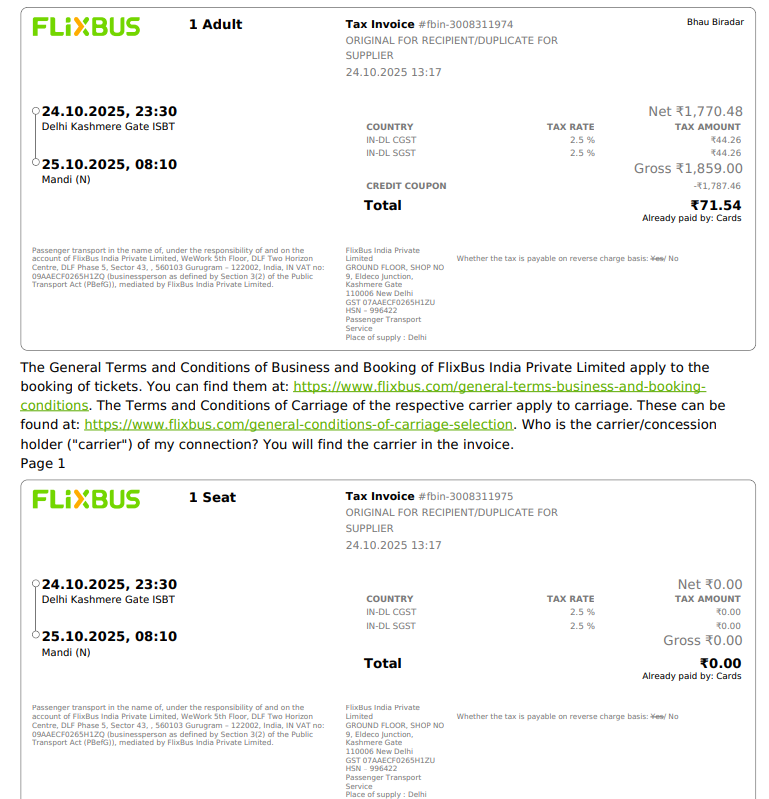 FLiXBUS
1 Adult
Tax Invoice #fbin-3008311974
ORIGINAL FOR RECIPIENT/DUPLICATE FOR
SUPPLIER
24.10.2025 13:17
Bhau Biradar
24.10.2025, 23:30
Delhi Kashmere Gate ISBT
25.10.2025, 08:10
Mandi (N)
Net ₹1,770.48
COUNTRY TAX RATE TAX AMOUNT
IN-DL CGST 2.5 % ₹44.26
IN-DL SGST 2.5 % ₹44.26
Gross ₹1,859.00
CREDIT COUPON -₹1,787.46
Total ₹71.54
Already paid by: Cards
Passenger transport in the name of, under the responsibility of and on the
account of FlixBus India Private Limited, WeWork 5th Floor, DLF Two Horizon
Centre, DLF Phase 5, Sector 43, , 560103 Gurugram – 122002, India, IN VAT no:
09AAECF0265H1ZQ (businessperson as defined by Section 3(2) of the Public
Transport Act (PBefG)), mediated by FlixBus India Private Limited.
FlixBus India Private
Limited
GROUND FLOOR, SHOP NO
9, Eldeco Junction,
Kashmere Gate
110006 New Delhi
GST 07AAECF0265H1ZU
HSN – 996422
Passenger Transport
Service
Place of supply : Delhi
Whether the tax is payable on reverse charge basis: Yes/ No
The General Terms and Conditions of Business and Booking of FlixBus India Private Limited apply to the
booking of tickets. You can find them at: https://www.flixbus.com/general-terms-business-and-booking-
conditions. The Terms and Conditions of Carriage of the respective carrier apply to carriage. These can be
found at: https://www.flixbus.com/general-conditions-of-carriage-selection. Who is the carrier/concession
holder ("carrier") of my connection? You will find the carrier in the invoice.
Page 1
FLiXBUS
1 Seat
Tax Invoice #fbin-3008311975
ORIGINAL FOR RECIPIENT/DUPLICATE FOR
SUPPLIER
24.10.2025 13:17
24.10.2025, 23:30
Delhi Kashmere Gate ISBT
25.10.2025, 08:10
Mandi (N)
Net ₹0.00
COUNTRY TAX RATE TAX AMOUNT
IN-DL CGST 2.5 % ₹0.00
IN-DL SGST 2.5 % ₹0.00
Gross ₹0.00
Total ₹0.00
Already paid by: Cards
Passenger transport in the name of, under the responsibility of and on the
account of FlixBus India Private Limited, WeWork 5th Floor, DLF Two Horizon
Centre, DLF Phase 5, Sector 43, , 560103 Gurugram – 122002, India, IN VAT no:
09AAECF0265H1ZQ (businessperson as defined by Section 3(2) of the Public
Transport Act (PBefG)), mediated by FlixBus India Private Limited.
FlixBus India Private
Limited
GROUND FLOOR, SHOP NO
9, Eldeco Junction,
Kashmere Gate
110006 New Delhi
GST 07AAECF0265H1ZU
HSN – 996422
Passenger Transport
Service
Place of supply : Delhi
Whether the tax is payable on reverse charge basis: Yes/ No